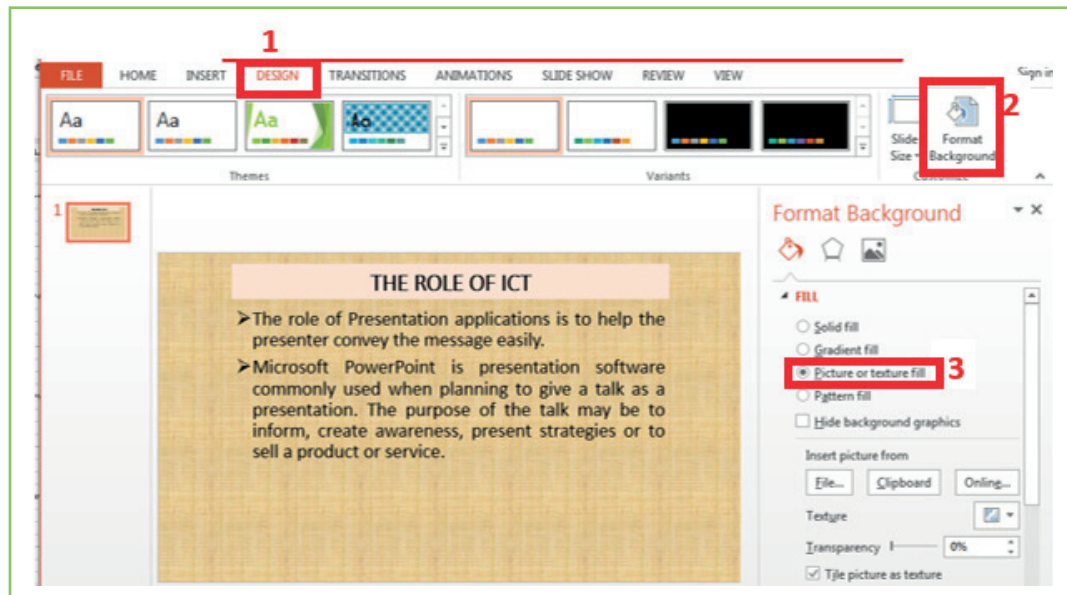 1
FILE HOME INSERT DESIGN TRANSITIONS ANIMATIONS SLIDE SHOW REVIEW VIEW Sign in
2
Aa Aa Aa Aa
Slide Format
Size Background
Themes Variants Customize
1
Format Background
THE ROLE OF ICT
➢The role of Presentation applications is to help the
presenter convey the message easily.
➢Microsoft PowerPoint is presentation software
commonly used when planning to give a talk as a
presentation. The purpose of the talk may be to
inform, create awareness, present strategies or to
sell a product or service.
FILL
Solid fill
Gradient fill
Picture or texture fill 3
Pattern fill
Hide background graphics
Insert picture from
File... Clipboard Online...
Texture
Transparency 0%
Tile picture as texture